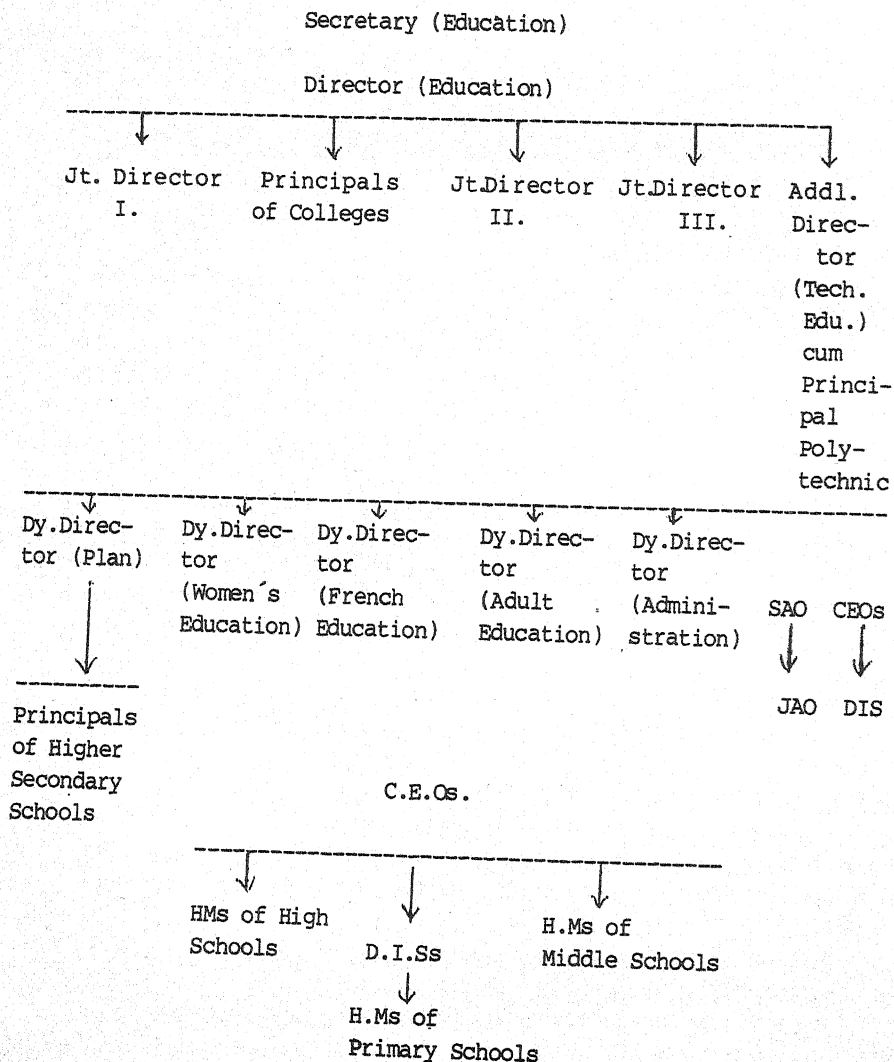 Secretary (Education)
Director (Education)
Jt. Director
I.
Principals
of Colleges
Jt.Director
II.
Jt.Director
III.
Addl.
Direc-
tor
(Tech.
Edu.)
cum
Princi-
pal
Poly-
technic
Dy.Direc-
tor (Plan)
Dy.Direc-
tor
(Women's
Education)
Dy.Direc-
tor
(French
Education)
Dy.Direc-
tor
(Adult
Education)
Dy.Direc-
tor
(Admini-
stration)
SAO
CEOs
JAO
DIS
Principals
of Higher
Secondary
Schools
C.E.Os.
HMs of High
Schools
D.I.Ss
H.Ms of
Middle Schools
H.Ms of
Primary Schools